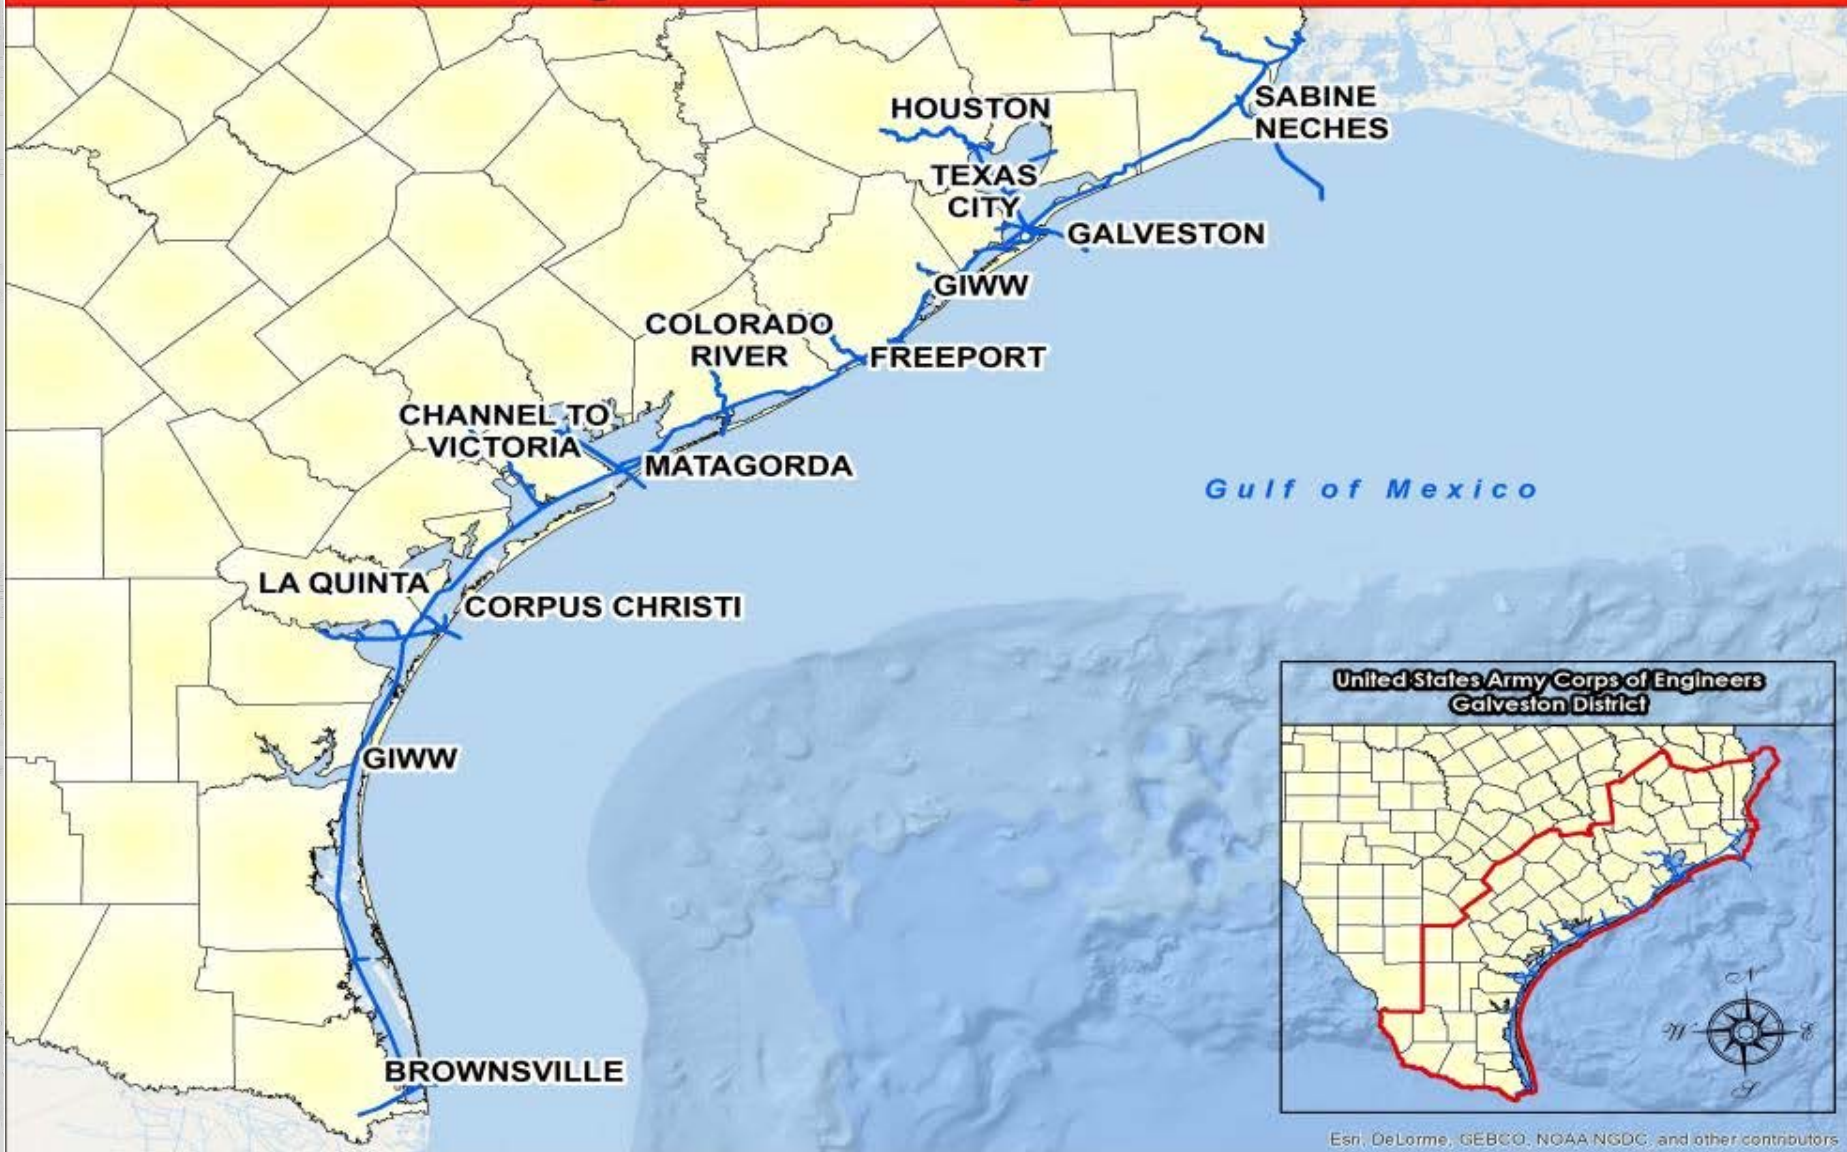 HOUSTON
SABINE
NECHES
TEXAS
CITY
GALVESTON
GIWW
COLORADO
RIVER
FREEPORT
CHANNEL TO
VICTORIA
MATAGORDA
Gulf of Mexico
LA QUINTA
CORPUS CHRISTI
GIWW
BROWNSVILLE
United States Army Corps of Engineers
Galveston District
N
W
E
S
Esri, DeLorme, GEBCO, NOAA NGDC, and other contributors